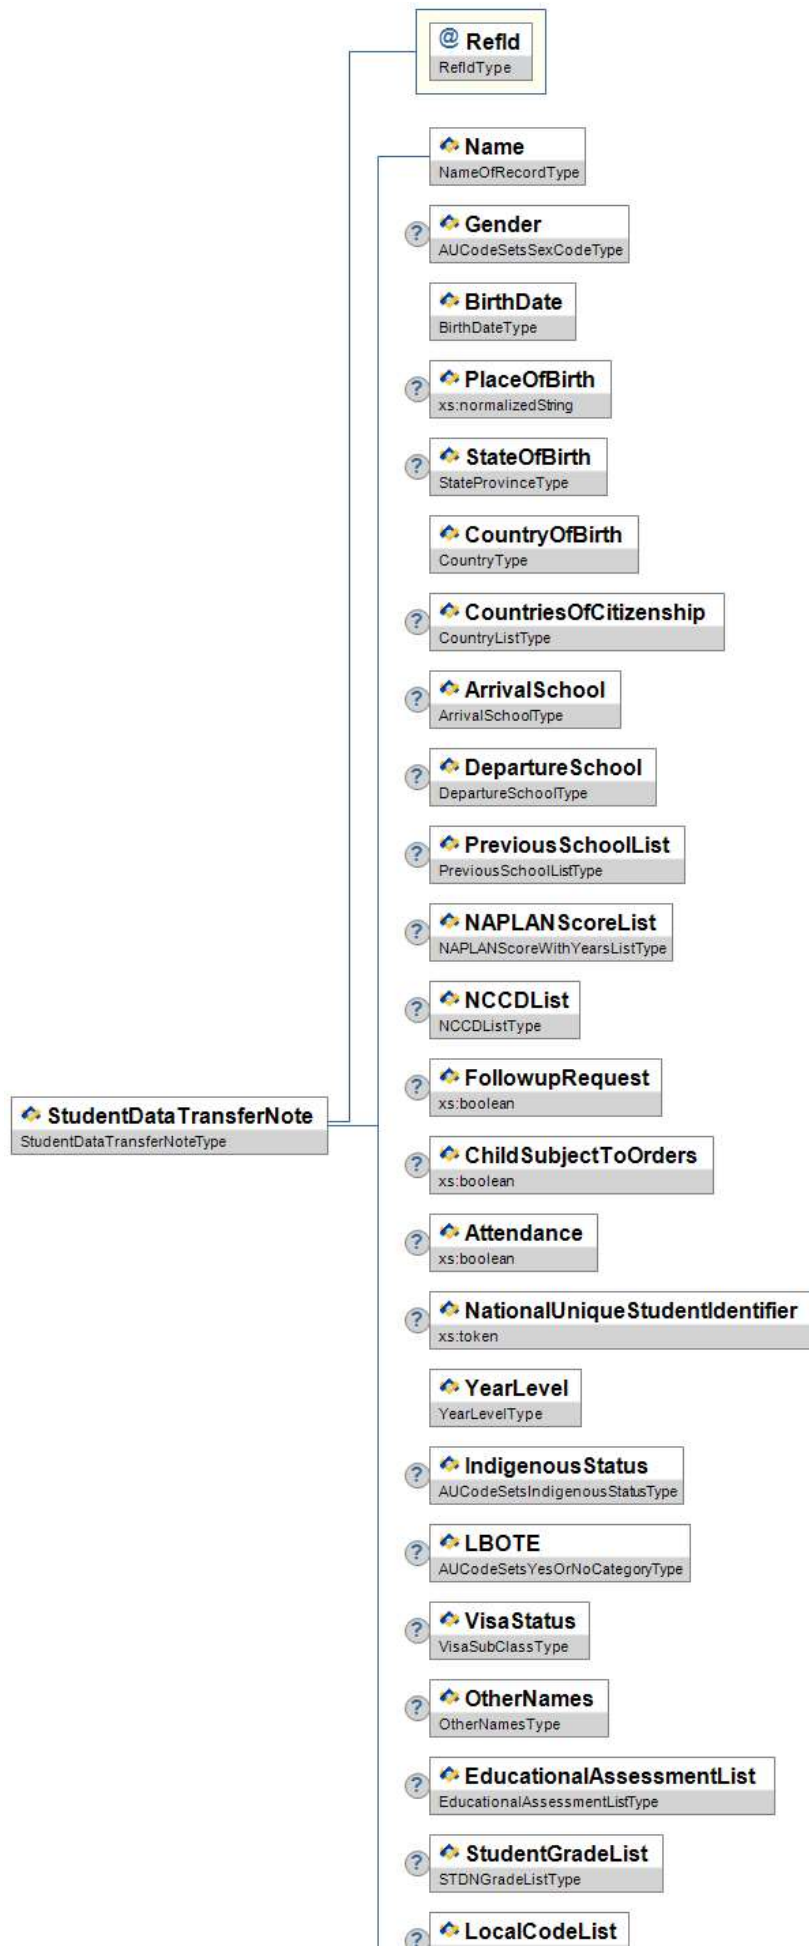 @ RefId
RefIdType
Name
NameOfRecordType
? Gender
AUCodeSetsSexCodeType
BirthDate
BirthDateType
? PlaceOfBirth
xs:normalizedString
? StateOfBirth
StateProvinceType
CountryOfBirth
CountryType
? CountriesOfCitizenship
CountryListType
? ArrivalSchool
ArrivalSchoolType
? DepartureSchool
DepartureSchoolType
? PreviousSchoolList
PreviousSchoolListType
? NAPLANScoreList
NAPLANScoreWithYearsListType
? NCCDList
NCCDListType
? FollowupRequest
xs:boolean
StudentDataTransferNote
StudentDataTransferNoteType
? ChildSubjectToOrders
xs:boolean
? Attendance
xs:boolean
? NationalUniqueStudentIdentifier
xs:token
YearLevel
YearLevelType
? IndigenousStatus
AUCodeSetsIndigenousStatusType
? LBOTE
AUCodeSetsYesOrNoCategoryType
? VisaStatus
VisaSubClassType
? OtherNames
OtherNamesType
? EducationalAssessmentList
EducationalAssessmentListType
? StudentGradeList
STDNGradeListType
? LocalCodeList